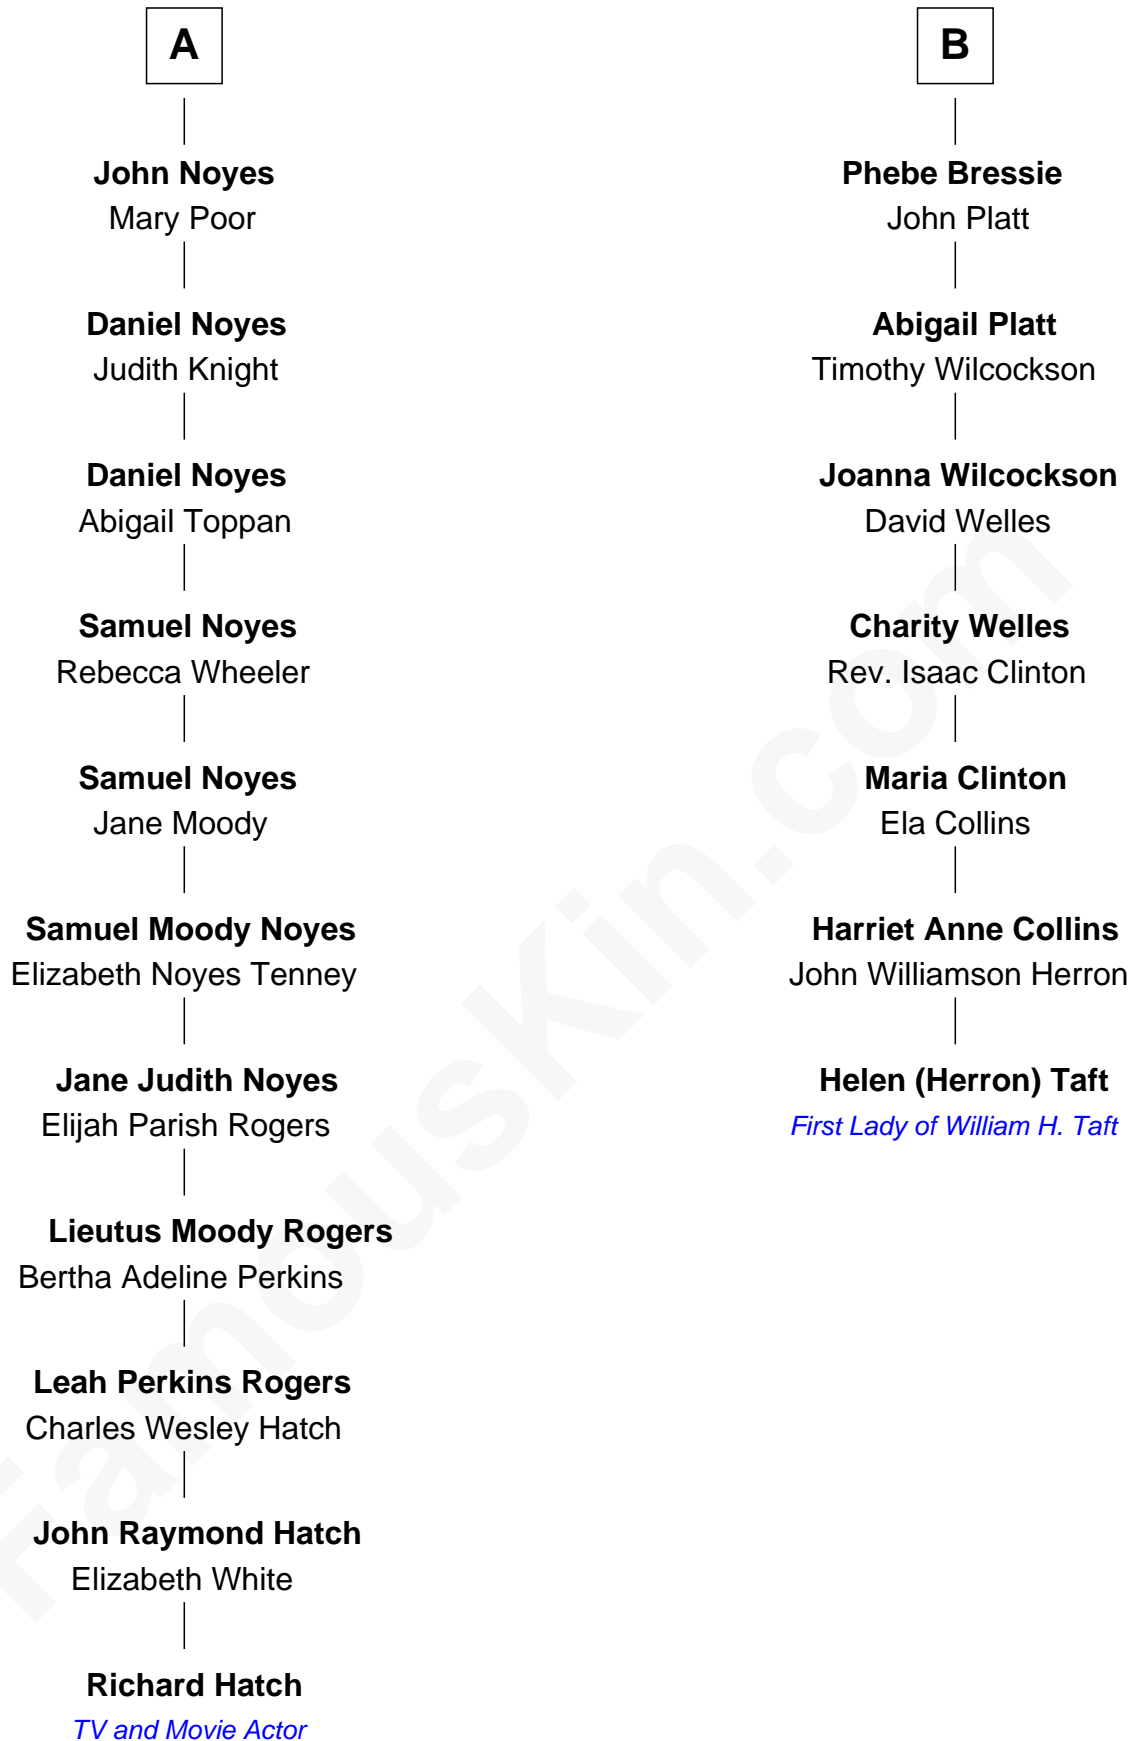 A
John Noyes
Mary Poor
Daniel Noyes
Judith Knight
Daniel Noyes
Abigail Toppan
Samuel Noyes
Rebecca Wheeler
Samuel Noyes
Jane Moody
Samuel Moody Noyes
Elizabeth Noyes Tenney
Jane Judith Noyes
Elijah Parish Rogers
Lieutus Moody Rogers
Bertha Adeline Perkins
Leah Perkins Rogers
Charles Wesley Hatch
John Raymond Hatch
Elizabeth White
Richard Hatch
TV and Movie Actor
B
Phebe Bressie
John Platt
Abigail Platt
Timothy Wilcockson
Joanna Wilcockson
David Welles
Charity Welles
Rev. Isaac Clinton
Maria Clinton
Ela Collins
Harriet Anne Collins
John Williamson Herron
Helen (Herron) Taft
First Lady of William H. Taft
FamousKin.com